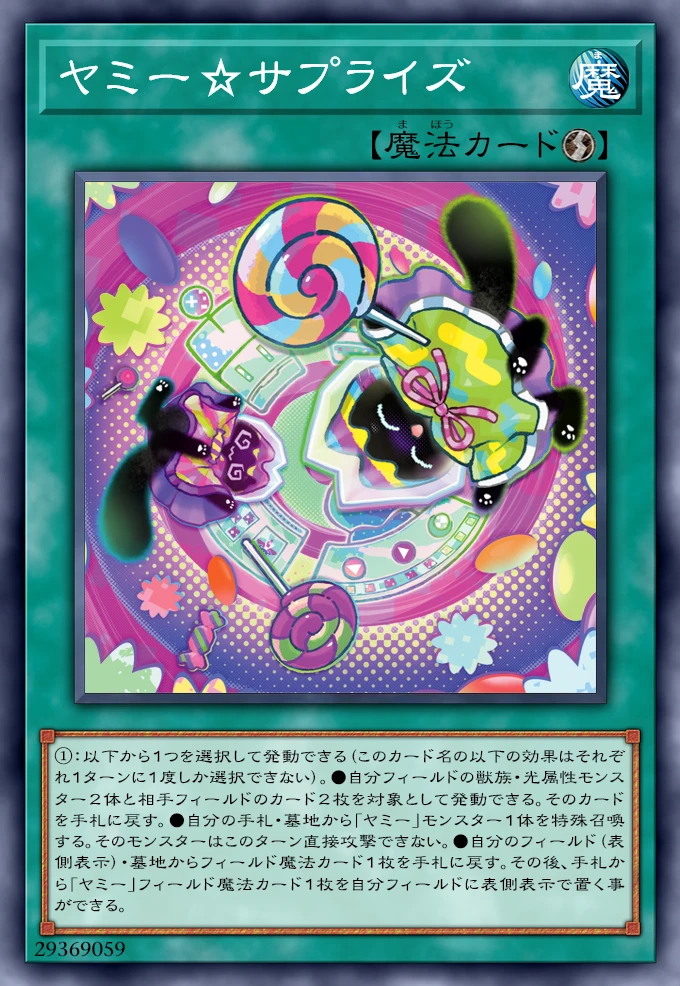 ヤミー☆サプライズ
魔
ま
【魔法カード】
ま ほう
①：以下から1つを選択して発動できる（このカード名の以下の効果はそれぞ
れ1ターンに1度しか選択できない）。●自分フィールドの獣族・光属性モンス
ター２体と相手フィールドのカード２枚を対象として発動できる。そのカード
を手札に戻す。●自分の手札・墓地から「ヤミー」モンスター１体を特殊召喚
する。そのモンスターはこのターン直接攻撃できない。●自分のフィールド（表
側表示）・墓地からフィールド魔法カード１枚を手札に戻す。その後、手札か
ら「ヤミー」フィールド魔法カード１枚を自分フィールドに表側表示で置く事
ができる。
29369059